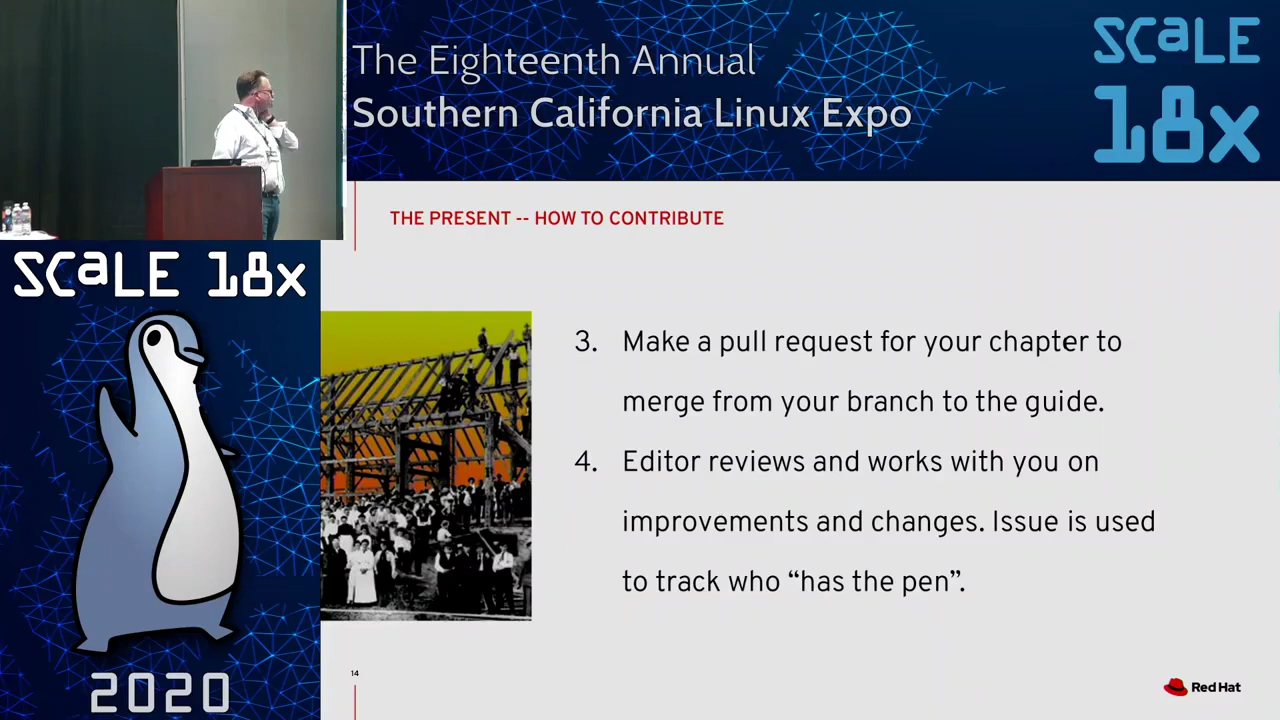 The Eighteenth Annual
Southern California Linux Expo
SCaLE
18x
THE PRESENT -- HOW TO CONTRIBUTE
SCaLE 18x
3. Make a pull request for your chapter to
merge from your branch to the guide.
4. Editor reviews and works with you on
improvements and changes. Issue is used
to track who “has the pen”.
2020
14
Red Hat